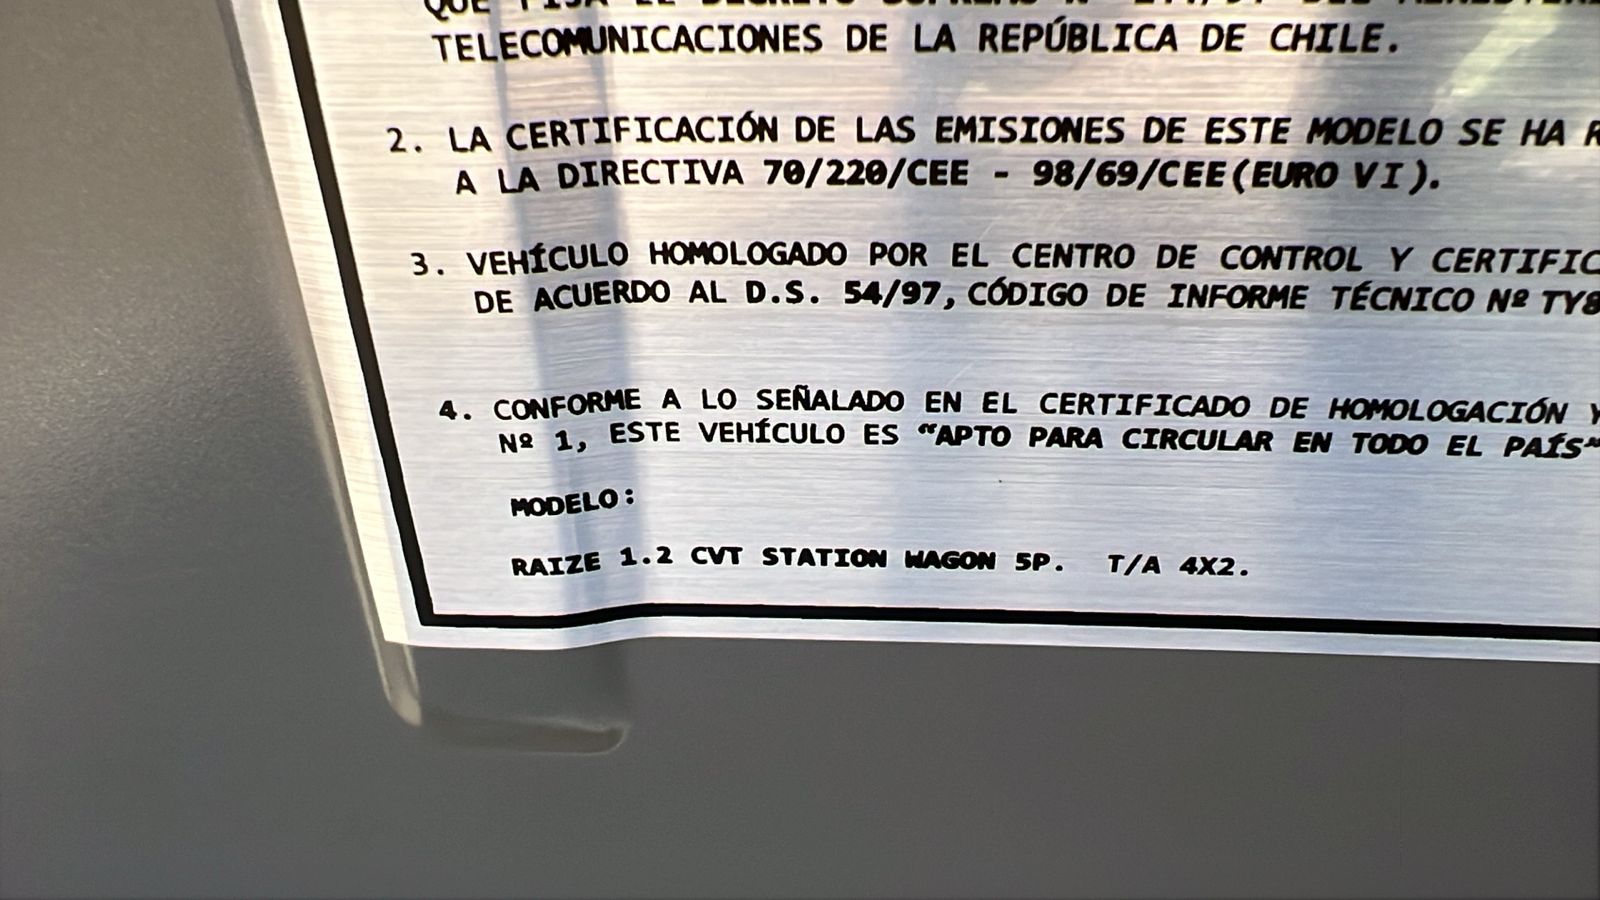 TELECOMUNICACIONES DE LA REPÚBLICA DE CHILE.
2. LA CERTIFICACIÓN DE LAS EMISIONES DE ESTE MODELO SE HA
A LA DIRECTIVA 70/220/CEE - 98/69/CEE(EURO VI).
3. VEHÍCULO HOMOLOGADO POR EL CENTRO DE CONTROL Y CERTIFIC
DE ACUERDO AL D.S. 54/97, CÓDIGO DE INFORME TÉCNICO Nº TY8
4. CONFORME A LO SEÑALADO EN EL CERTIFICADO DE HOMOLOGACIÓN Y
Nº 1, ESTE VEHÍCULO ES “APTO PARA CIRCULAR EN TODO EL PAÍS”
MODELO:
RAIZE 1.2 CVT STATION WAGON 5P. T/A 4X2.